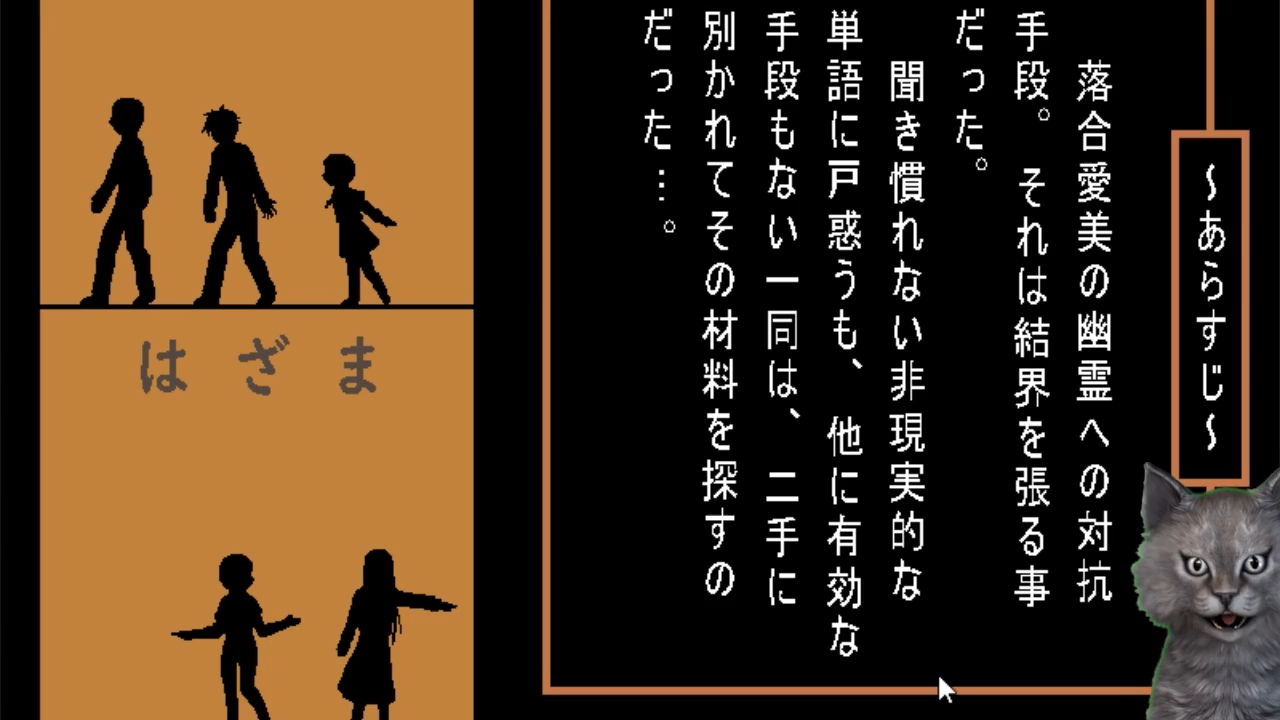 ～あらすじ～
落合愛美の幽霊への対抗
手段。それは結界を張る事
だった。
聞き慣れない非現実的な
単語に戸惑うも、他に有効な
手段もない一同は、二手に
別かれてその材料を探すの
だった…。
はざま